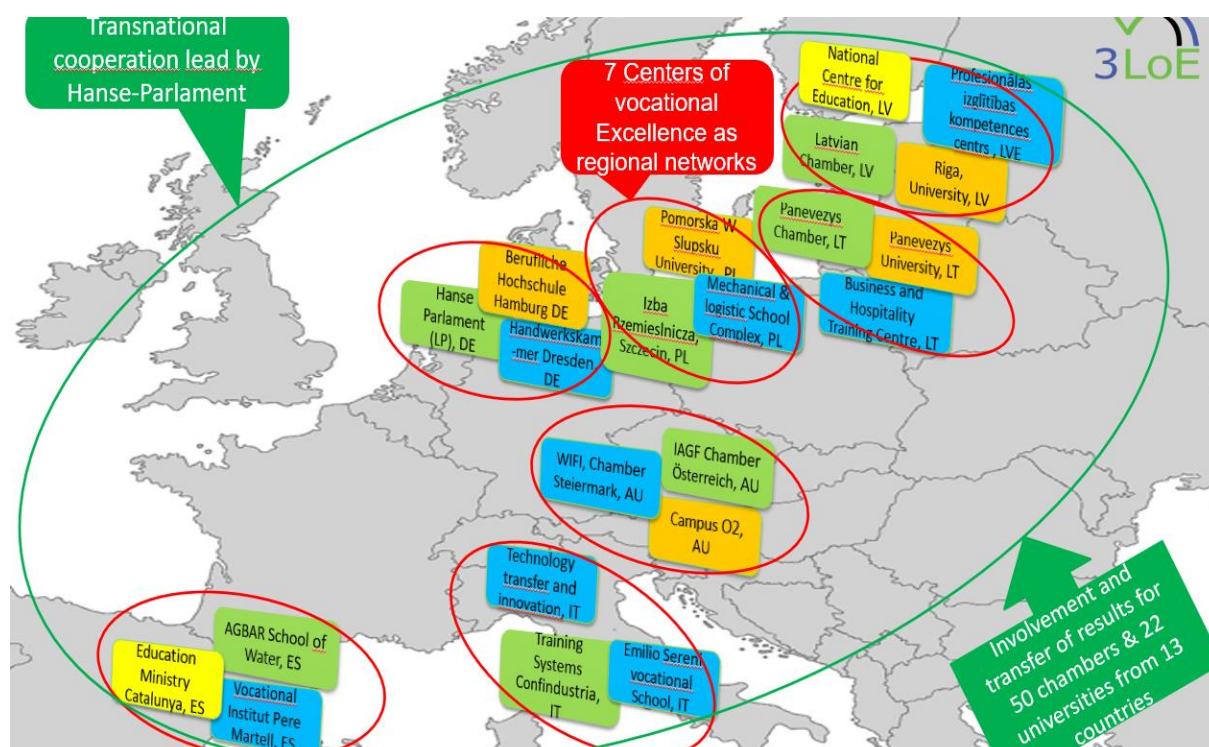 Transnational
cooperation lead by
Hanse-Parlament
7 Centers of
vocational
Excellence as
regional networks
3LoE
National
Centre for
Education, LV
Profesionālas
izglītības
kompetences
centrs , LVE
Latvian
Chamber, LV
Riga,
University, LV
Panevezys
Chamber, LT
Panevezys
University, LT
Business and
Hospitality
Training Centre, LT
Pomorska W
Slupsku
University, PL
Mechanical &
logistic School
Complex, PL
Izba
Rzemieslnicza,
Szczecin, PL
Berufliche
Hochschule
Hamburg DE
Hanse
Parlament
(LP), DE
Handwerkskam
-mer Dresden,
DE
WIFI, Chamber
Steiermark, AU
IAGF Chamber
Österreich, AU
Campus O2,
AU
Technology
transfer and
innovation, IT
Training
Systems
Confindustria,
IT
Emilio Sereni
vocational
School, IT
AGBAR School of
Water, ES
Education
Ministry
Catalunya, ES
Vocational
Institut Pere
Martell, ES
Involvement and
transfer of results for
50 chambers & 22
universities from 13
countries